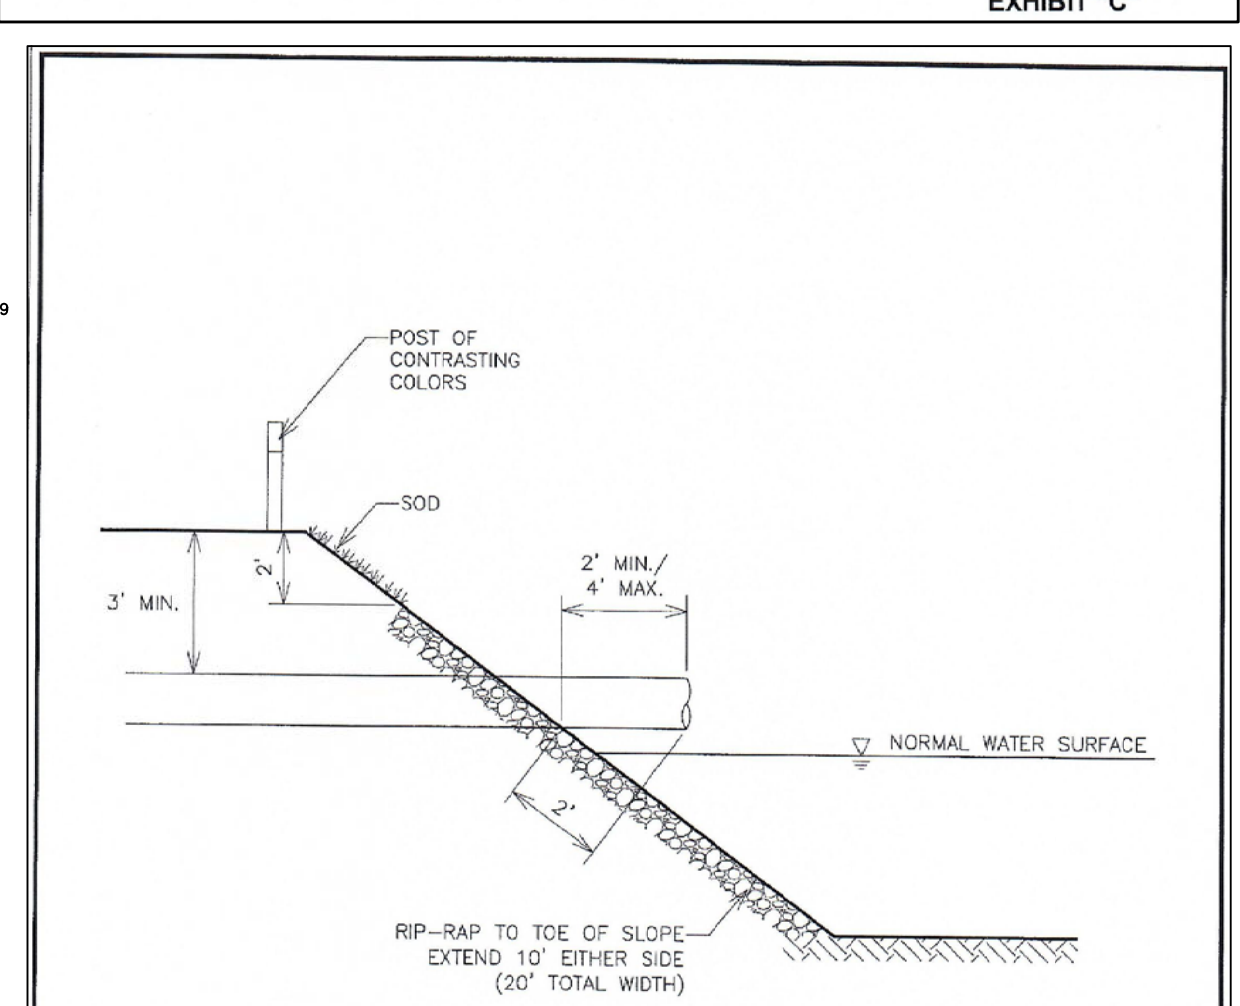 EXHIBIT "C"
9
POST OF
CONTRASTING
COLORS
SOD
2' MIN./
4' MAX.
2'
3' MIN.
NORMAL WATER SURFACE
2'
RIP-RAP TO TOE OF SLOPE
EXTEND 10' EITHER SIDE
(20' TOTAL WIDTH)